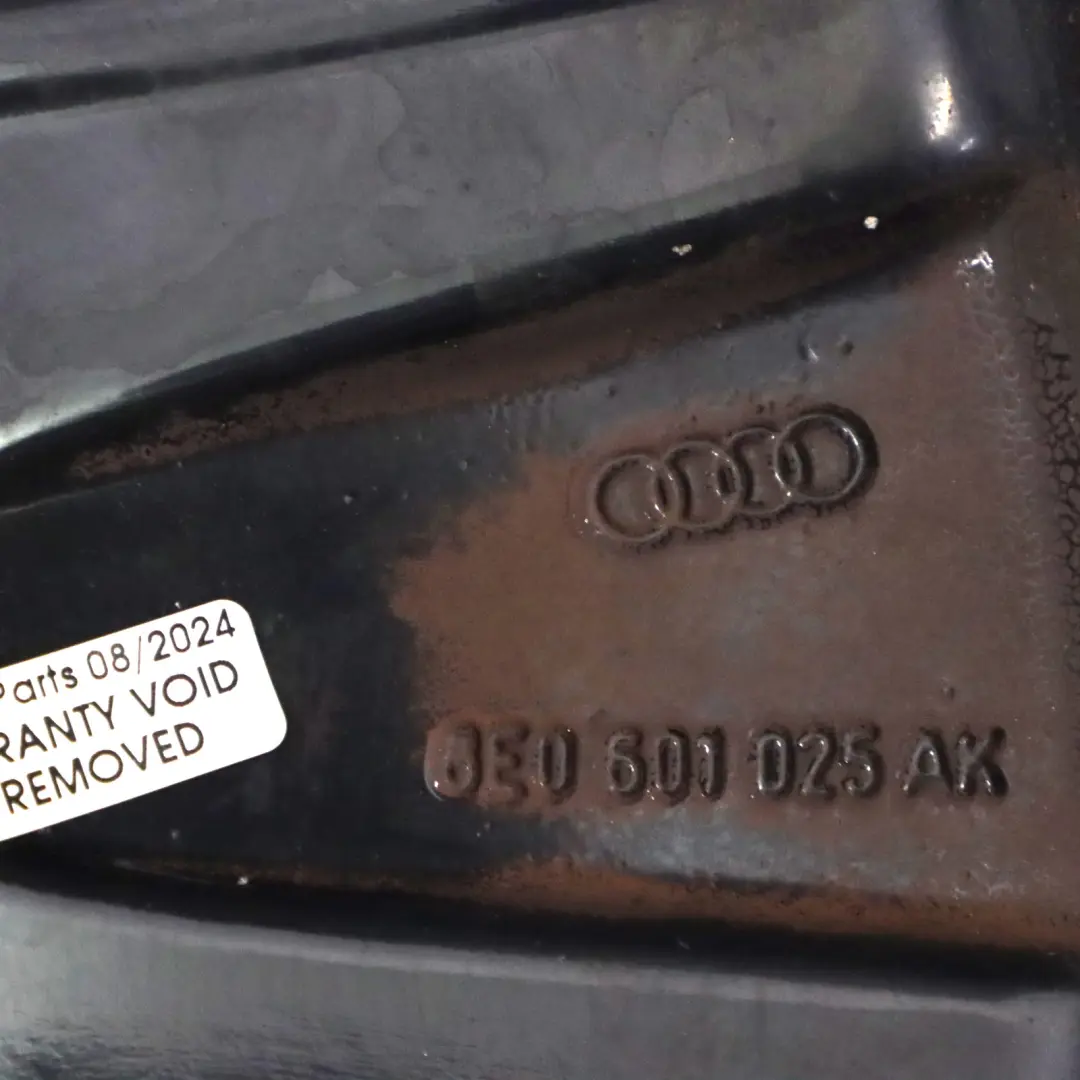 Parts 08/2024
RANTY VOID
REMOVED
8E0 601 025 AK